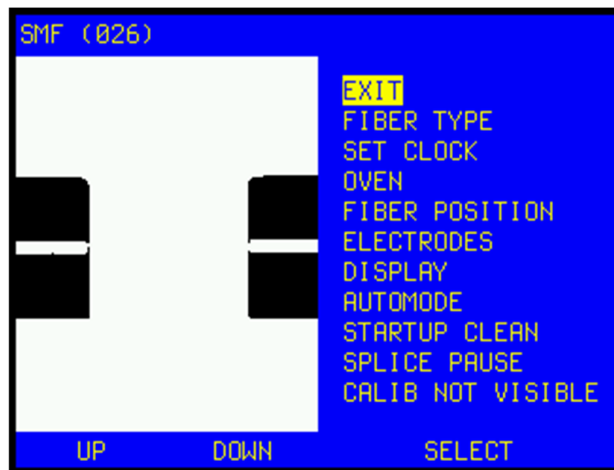 SMF (026)
EXIT
FIBER TYPE
SET CLOCK
OVEN
FIBER POSITION
ELECTRODES
DISPLAY
AUTOMODE
STARTUP CLEAN
SPLICE PAUSE
CALIB NOT VISIBLE
UP DOWN SELECT